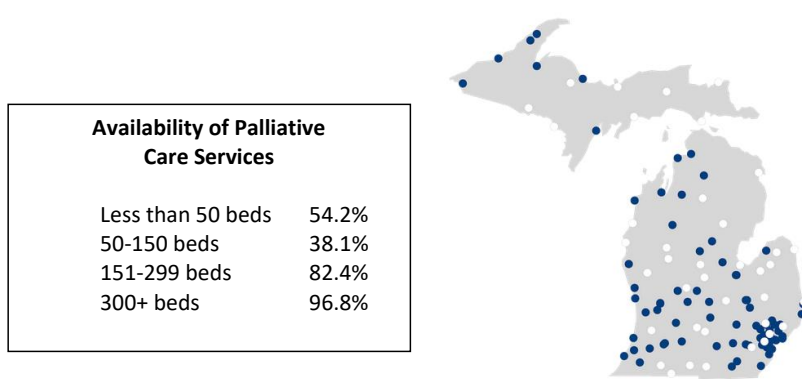 Availability of Palliative
Care Services
Less than 50 beds 54.2%
50-150 beds 38.1%
151-299 beds 82.4%
300+ beds 96.8%